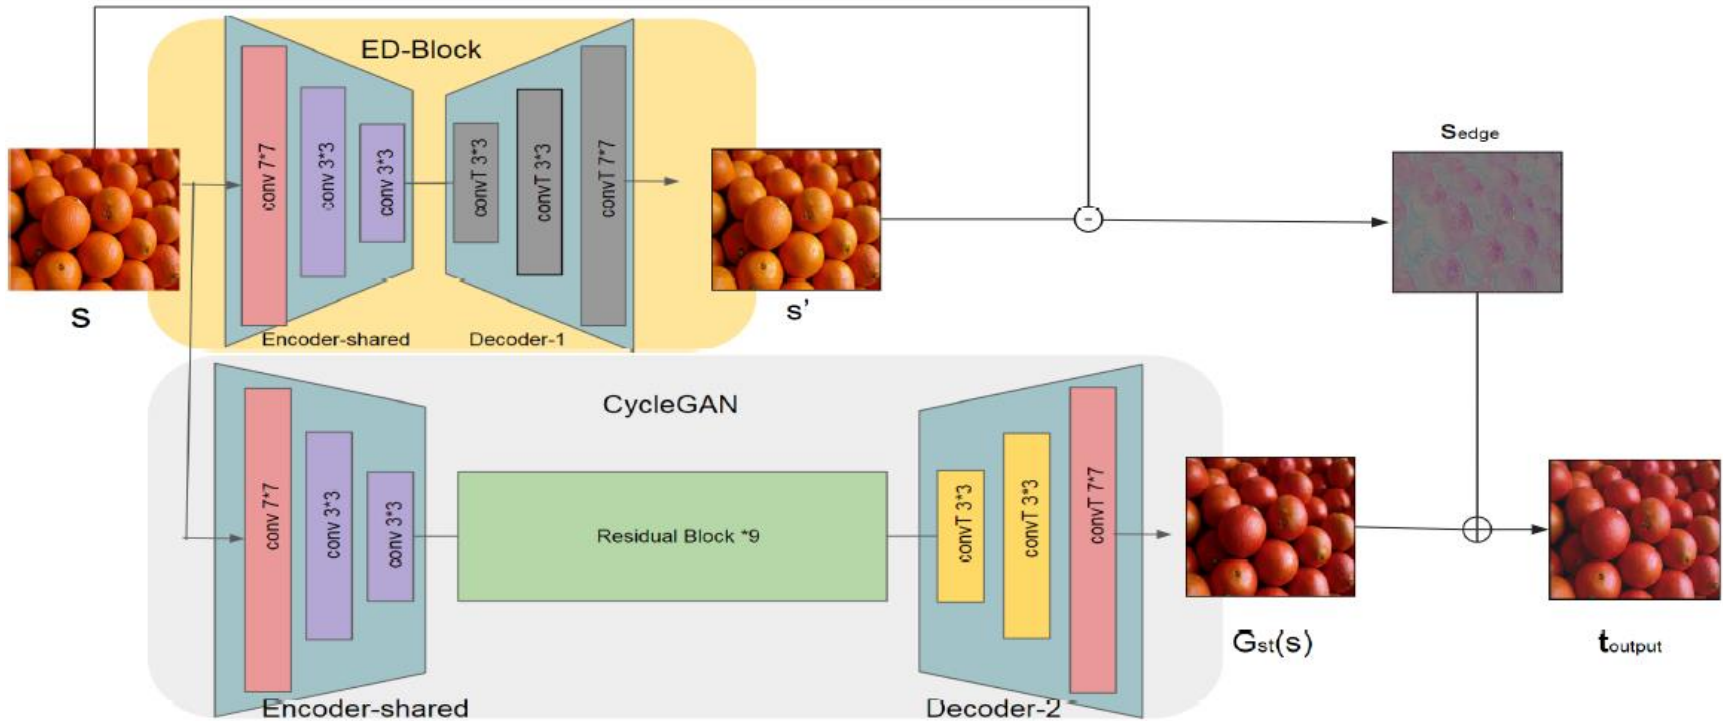 ED-Block
conv 7*7
conv 3*3
conv 3*3
convT 3*3
convT 3*3
convT 7*7
Encoder-shared
Decoder-1
s
s'
-
Sedge
CycleGAN
conv 7*7
conv 3*3
conv 3*3
Residual Block *9
convT 3*3
convT 3*3
convT 7*7
Encoder-shared
Decoder-2
Gst(s)
+
toutput